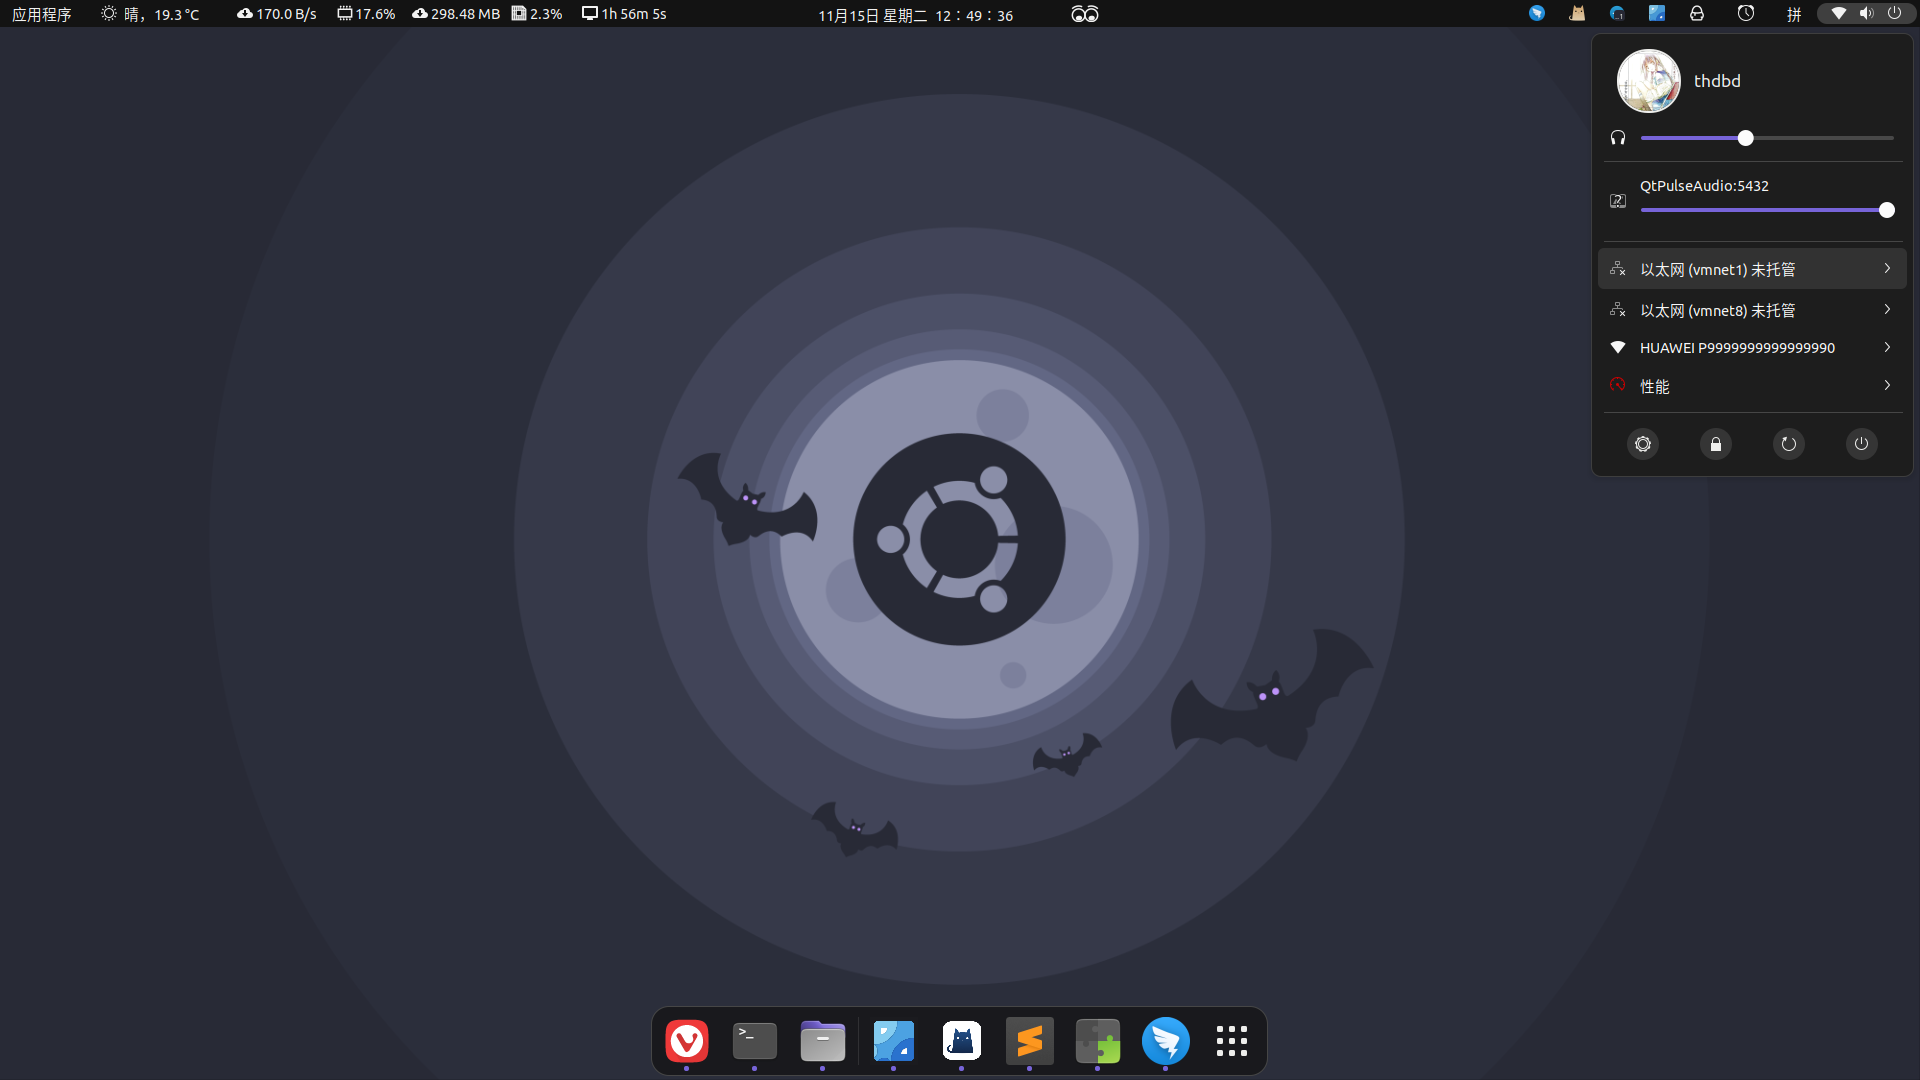 应用程序 晴，19.3 °C 170.0 B/s 17.6% 298.48 MB 2.3% 1h 56m 5s 11月15日 星期二 12：49：36 拼
thdbd
QtPulseAudio:5432
以太网 (vmnet1) 未托管
以太网 (vmnet8) 未托管
HUAWEI P9999999999999990
性能
>_